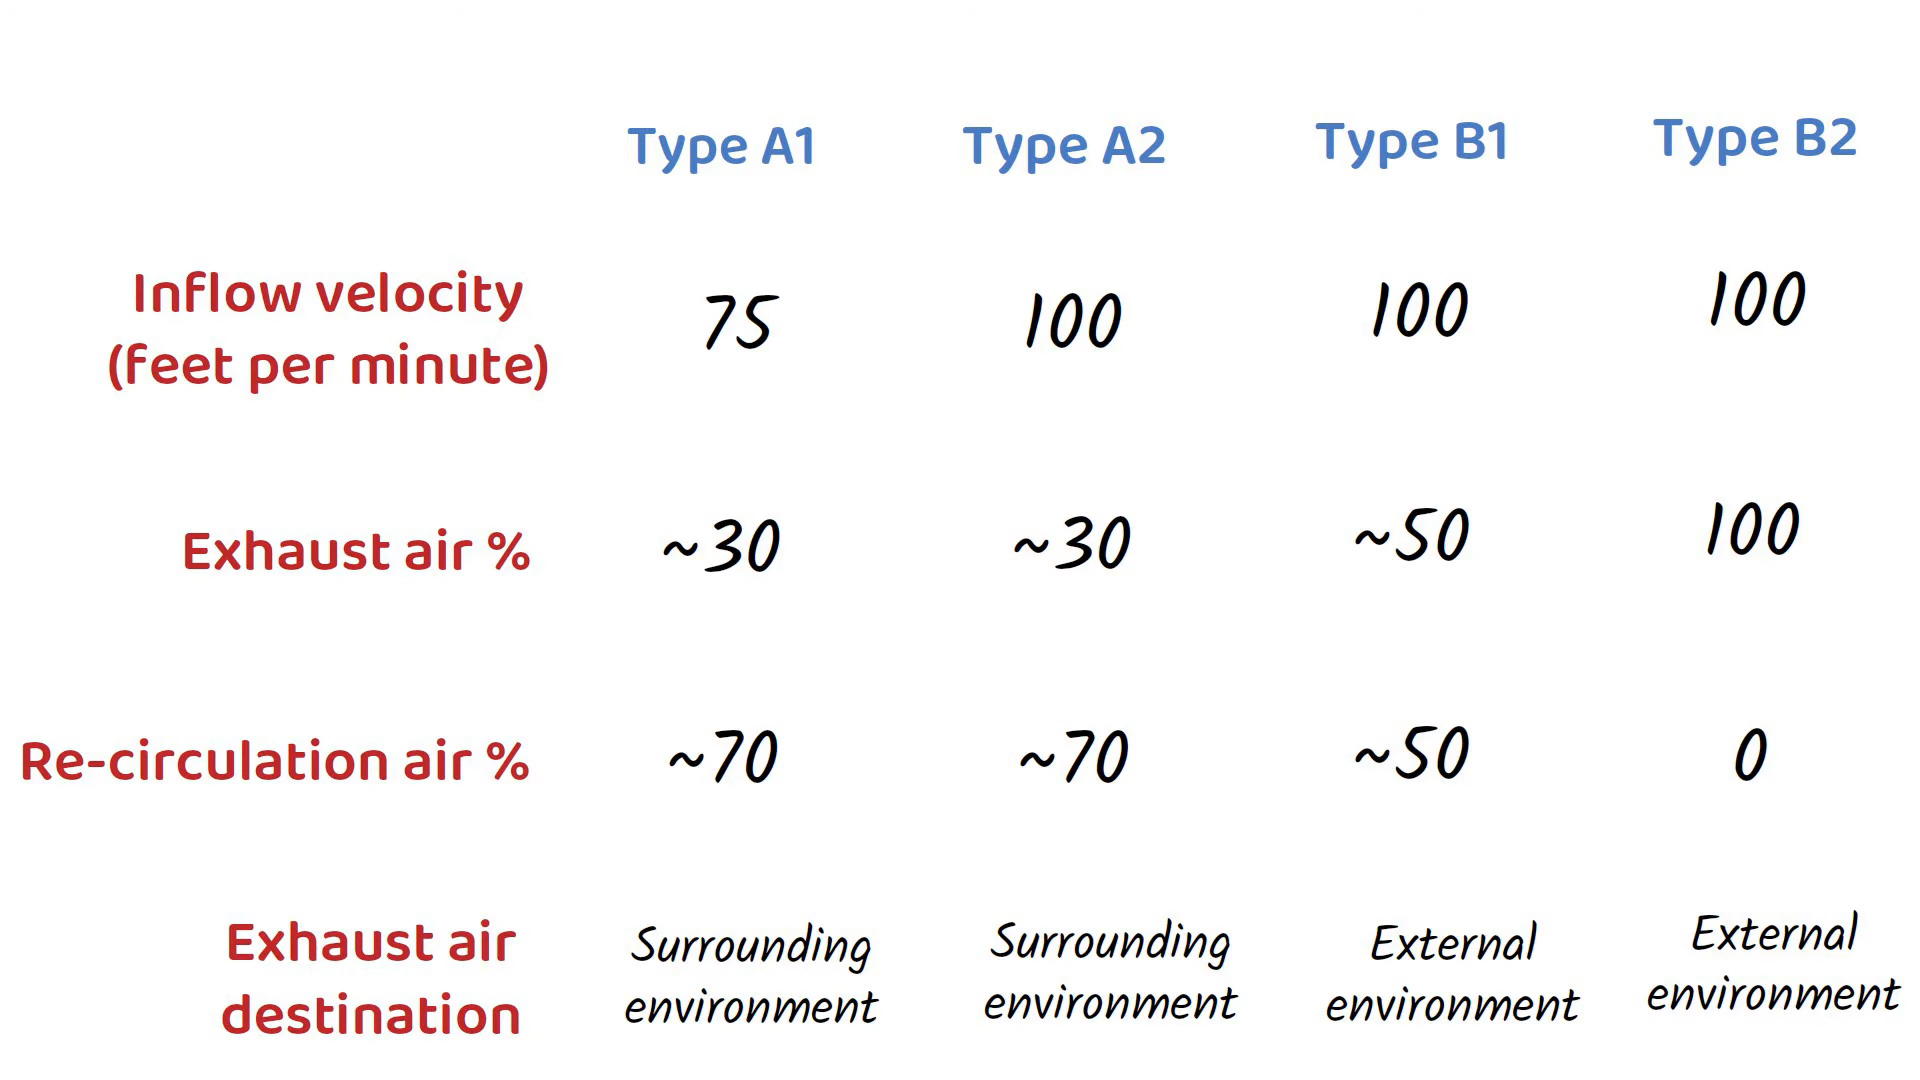 Type A1 Type A2 Type B1 Type B2
Inflow velocity
(feet per minute) 75 100 100 100
Exhaust air % ~30 ~30 ~50 100
Re-circulation air % ~70 ~70 ~50 0
Exhaust air Surrounding Surrounding External External
destination environment environment environment environment